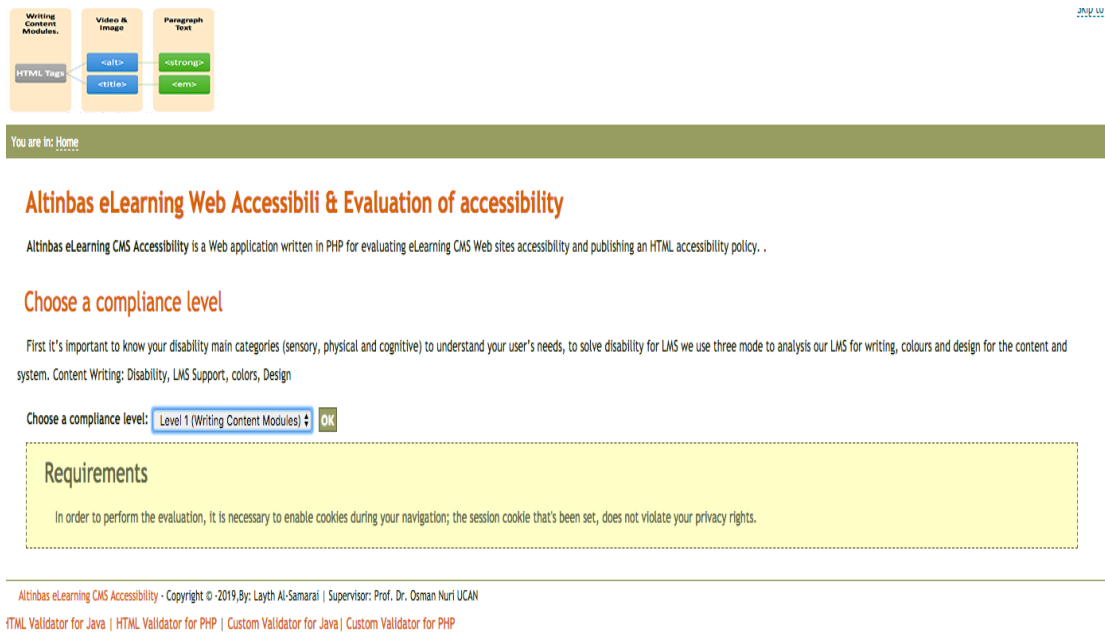 Writing
Content
Modules.
Video &
Image
Paragraph
Text
HTML Tags
<alt>
<title>
<strong>
<em>
Skip to
You are in: Home
Altinbas eLearning Web Accessibili & Evaluation of accessibility
Altinbas eLearning CMS Accessibility is a Web application written in PHP for evaluating eLearning CMS Web sites accessibility and publishing an HTML accessibility policy. .
Choose a compliance level
First it's important to know your disability main categories (sensory, physical and cognitive) to understand your user's needs, to solve disability for LMS we use three mode to analysis our LMS for writing, colours and design for the content and
system. Content Writing: Disability, LMS Support, colors, Design
Choose a compliance level: Level 1 (Writing Content Modules) OK
Requirements
In order to perform the evaluation, it is necessary to enable cookies during your navigation; the session cookie that's been set, does not violate your privacy rights.
Altinbas eLearning CMS Accessibility - Copyright © -2019,By: Layth Al-Samarai | Supervisor: Prof. Dr. Osman Nuri UCAN
HTML Validator for Java | HTML Validator for PHP | Custom Validator for Java| Custom Validator for PHP